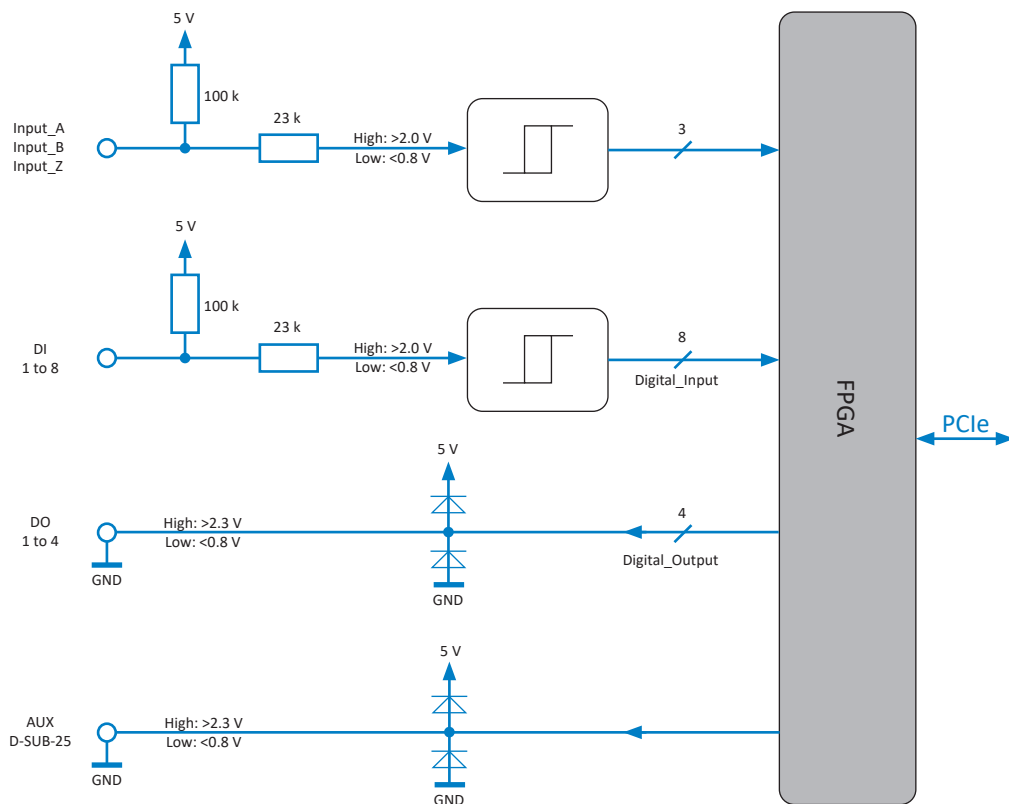 5 V
100 k
23 k
Input_A
Input_B
Input_Z
High: >2.0 V
Low: <0.8 V
3
5 V
100 k
23 k
DI
1 to 8
High: >2.0 V
Low: <0.8 V
8
Digital_Input
FPGA
PCIe
5 V
DO
1 to 4
High: >2.3 V
Low: <0.8 V
4
Digital_Output
GND
GND
5 V
AUX
D-SUB-25
High: >2.3 V
Low: <0.8 V
GND
GND